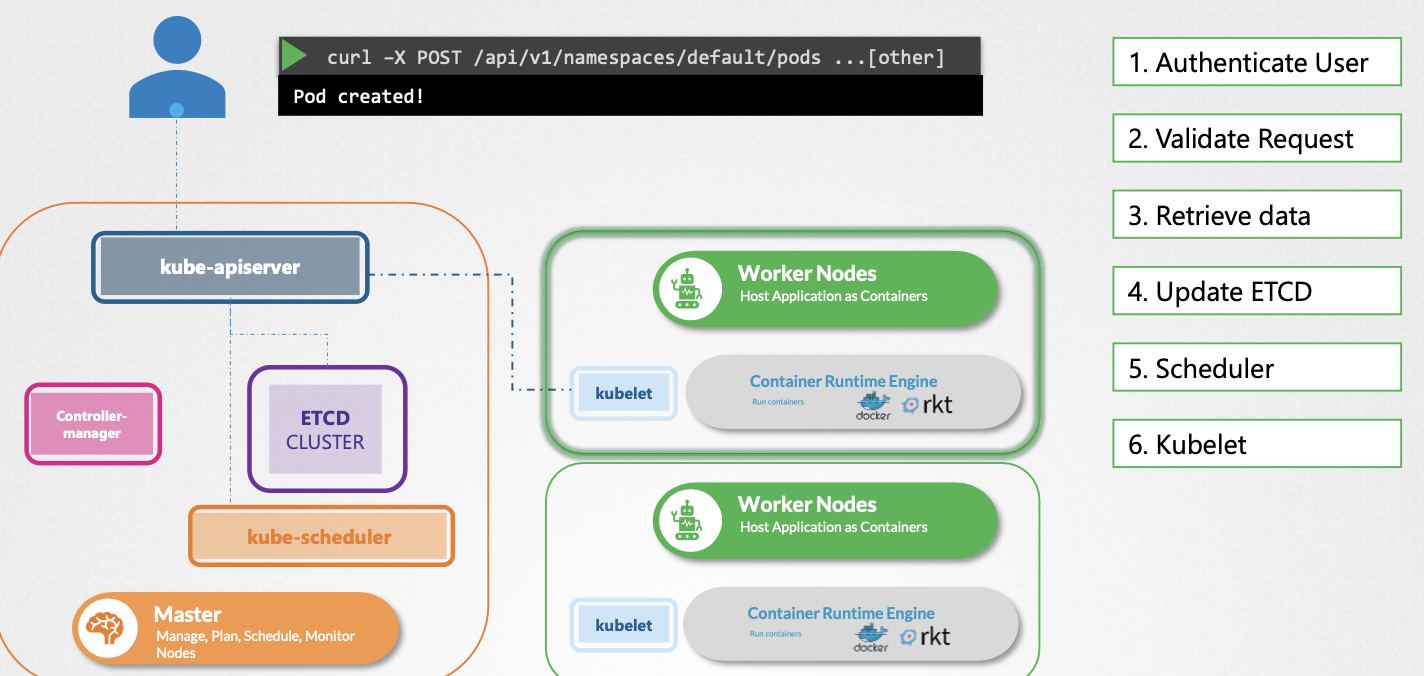 curl –X POST /api/v1/namespaces/default/pods ...[other]
Pod created!
1. Authenticate User
2. Validate Request
3. Retrieve data
4. Update ETCD
5. Scheduler
6. Kubelet
kube-apiserver
Controller-
manager
ETCD
CLUSTER
kube-scheduler
Master
Manage, Plan, Schedule, Monitor
Nodes
Worker Nodes
Host Application as Containers
kubelet
Container Runtime Engine
Run containers
docker
rkt
Worker Nodes
Host Application as Containers
kubelet
Container Runtime Engine
Run containers
docker
rkt